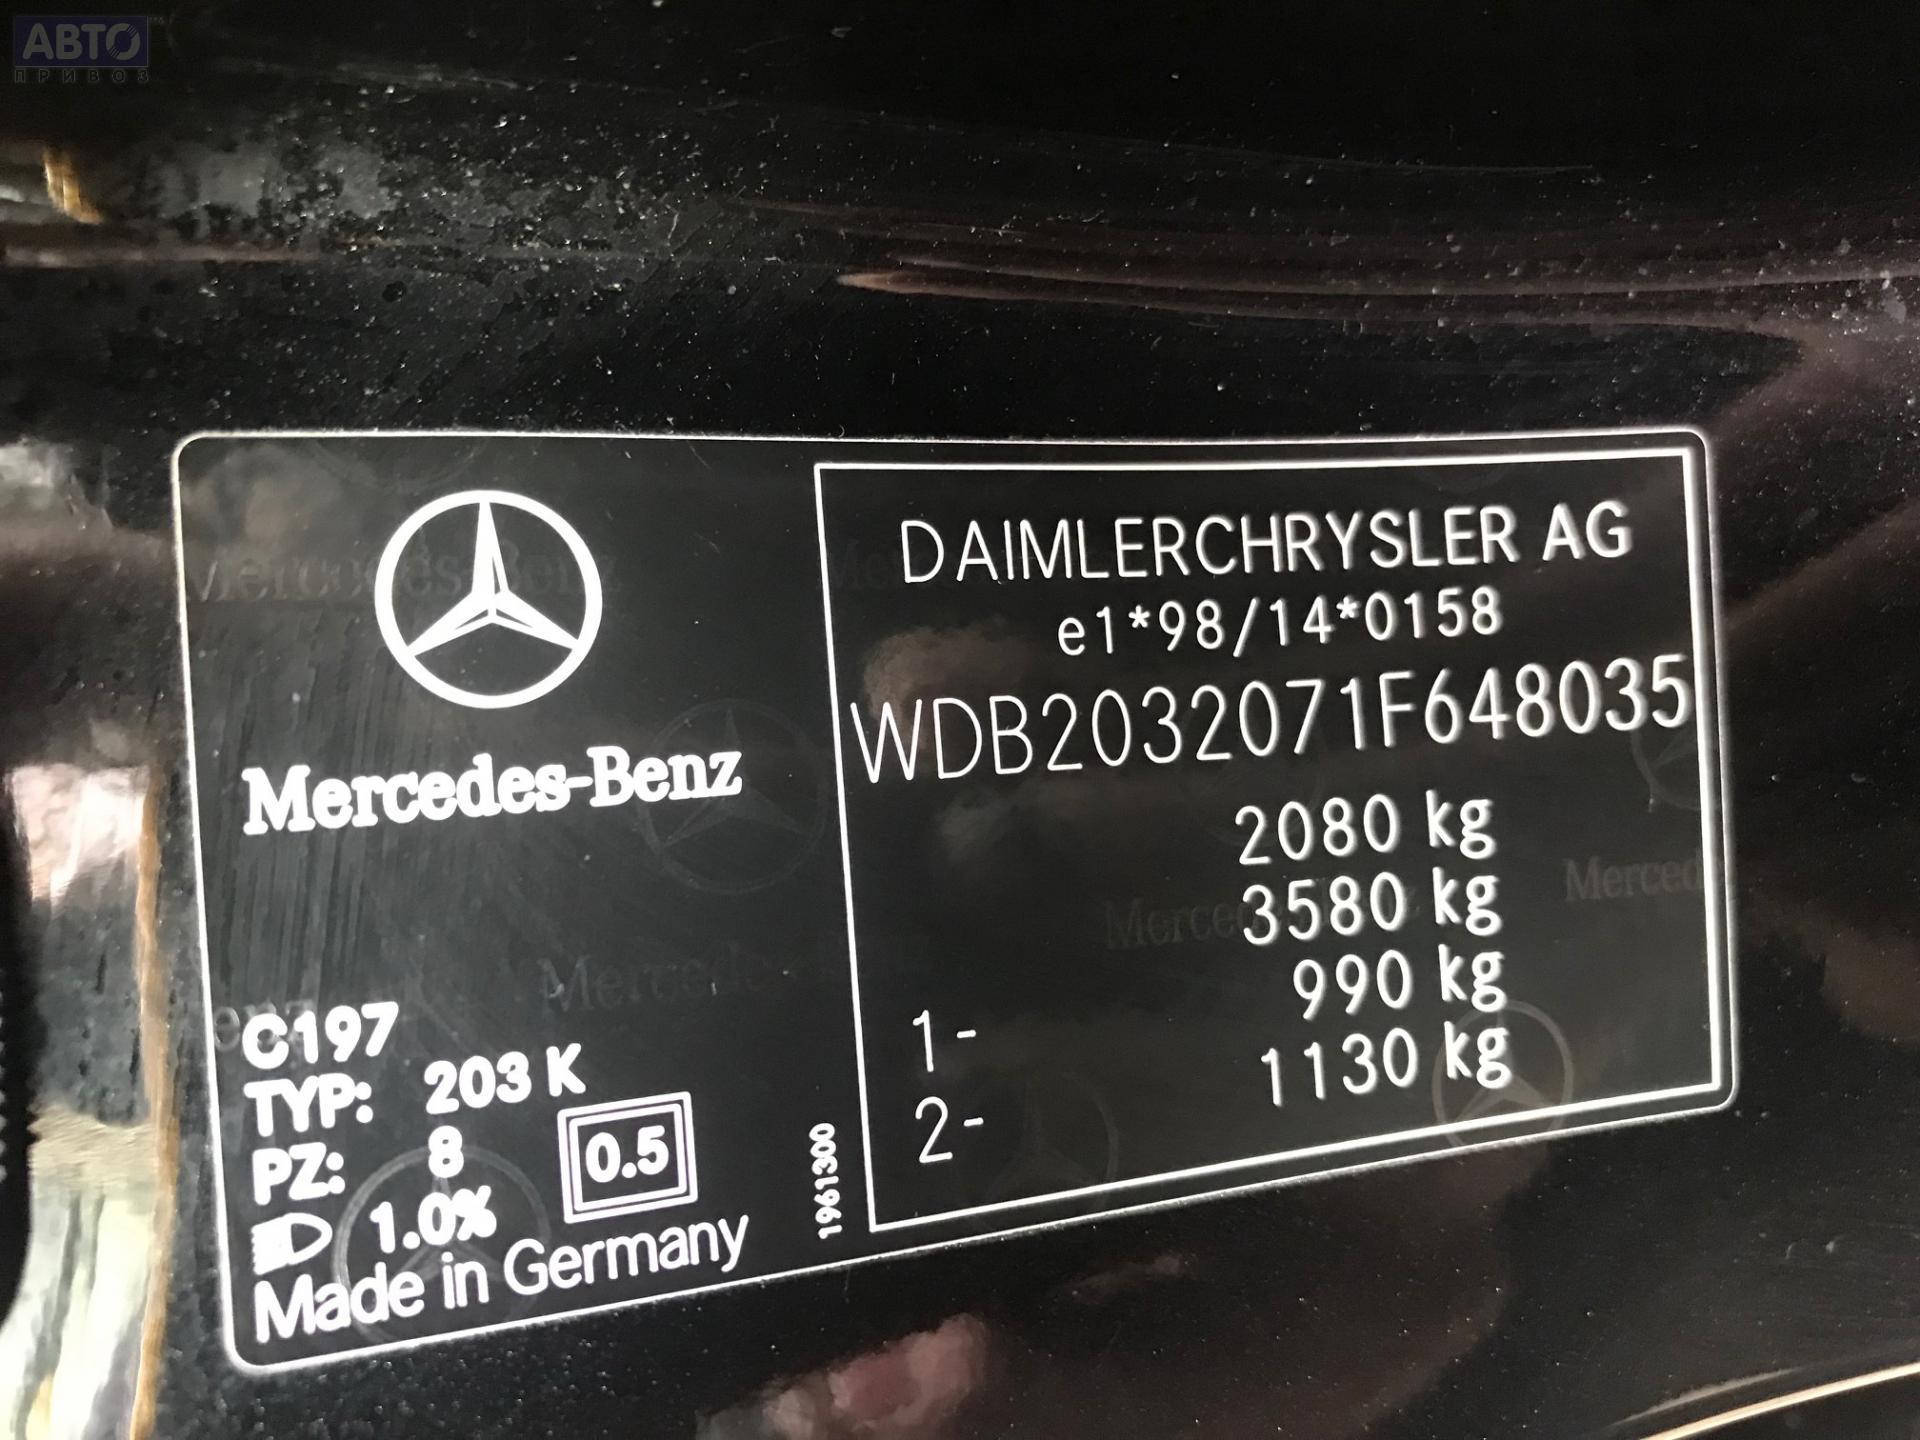 АВТО
ПРИВОЗ
Mercedes-Benz
C197
TYP: 203 K
PZ: 8
0.5
1.0%
Made in Germany
1961300
DAIMLERCHRYSLER AG
e1*98/14*0158
WDB2032071F648035
2080 kg
3580 kg
1- 990 kg
2- 1130 kg